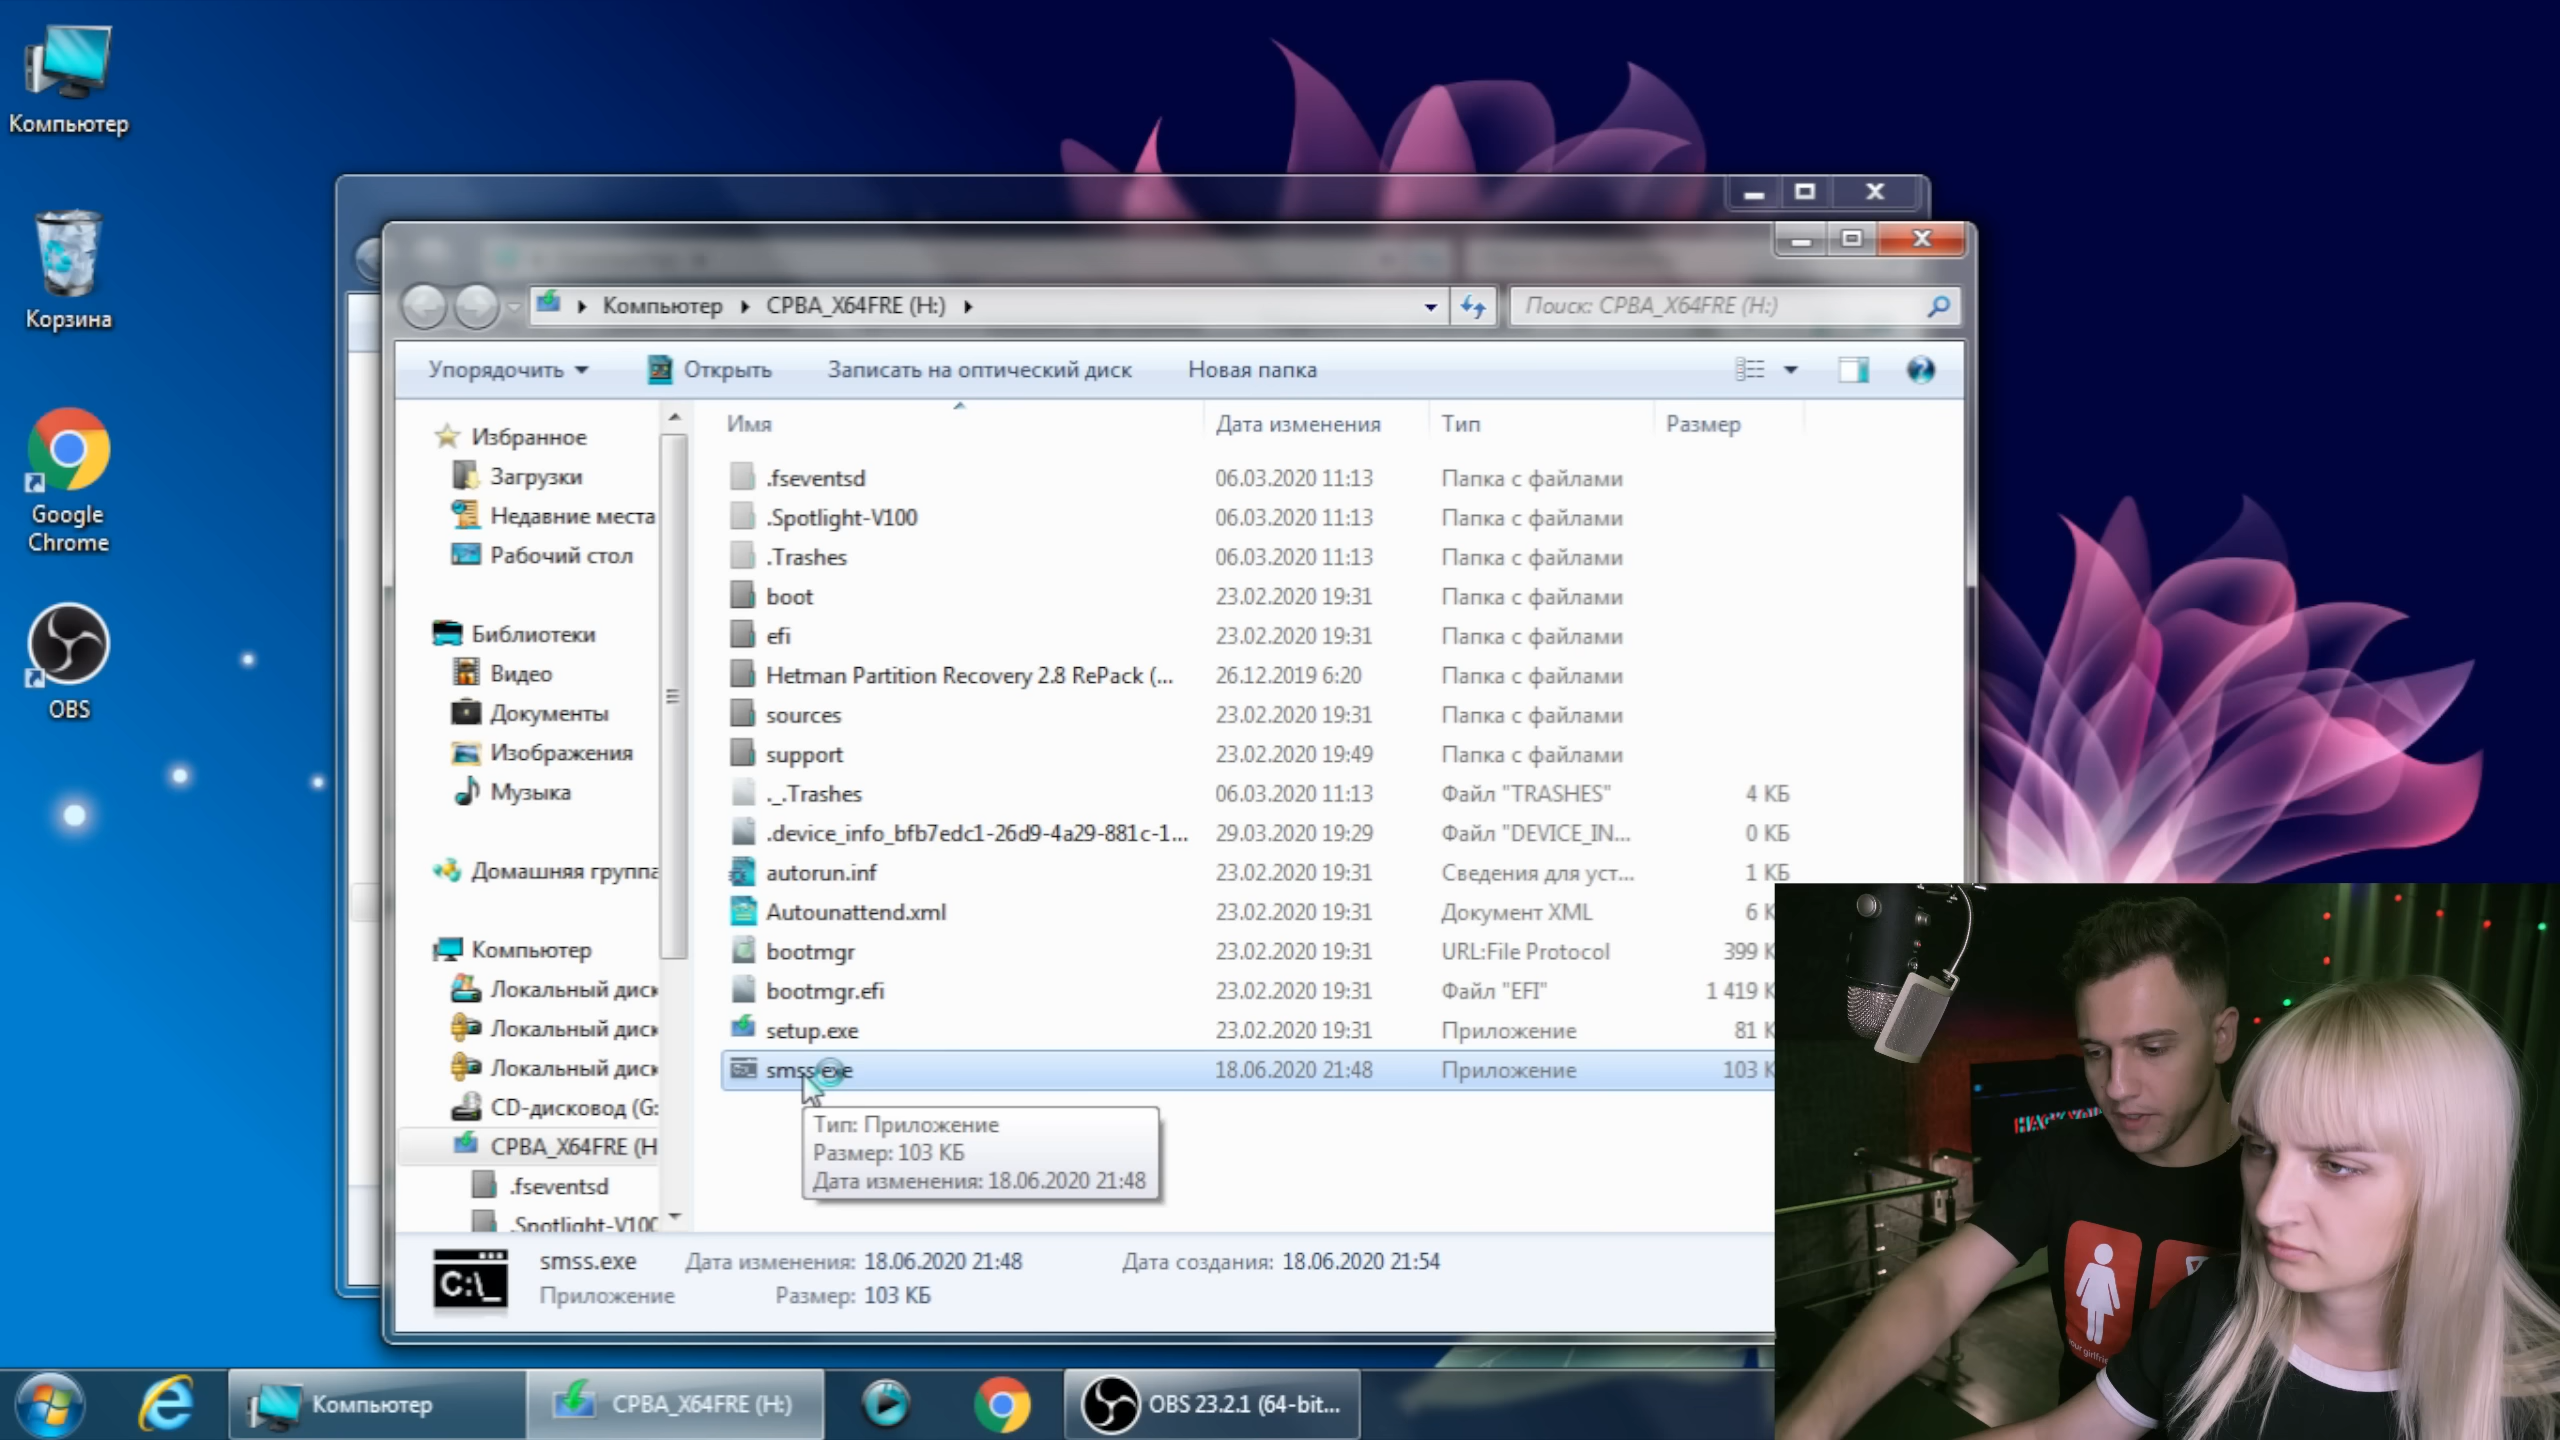 Компьютер
Корзина
Google
Chrome
OBS
Компьютер
CPBA_X64FRE (H:)
Поиск: CPBA_X64FRE (H:)
Упорядочить
Открыть
Записать на оптический диск
Новая папка
Избранное
Загрузки
Недавние места
Рабочий стол
Библиотеки
Видео
Документы
Изображения
Музыка
Домашняя группа
Компьютер
Локальный диск
Локальный диск
Локальный диск
CD-дисковод (G:
CPBA_X64FRE (H
.fseventsd
.Spotlight-V100
Имя Дата изменения Тип Размер
.fseventsd 06.03.2020 11:13 Папка с файлами
.Spotlight-V100 06.03.2020 11:13 Папка с файлами
.Trashes 06.03.2020 11:13 Папка с файлами
boot 23.02.2020 19:31 Папка с файлами
efi 23.02.2020 19:31 Папка с файлами
Hetman Partition Recovery 2.8 RePack (... 26.12.2019 6:20 Папка с файлами
sources 23.02.2020 19:31 Папка с файлами
support 23.02.2020 19:49 Папка с файлами
._.Trashes 06.03.2020 11:13 Файл "TRASHES" 4 КБ
.device_info_bfb7edc1-26d9-4a29-881c-1... 29.03.2020 19:29 Файл "DEVICE_IN... 0 КБ
autorun.inf 23.02.2020 19:31 Сведения для уст... 1 КБ
Autounattend.xml 23.02.2020 19:31 Документ XML 6 К
bootmgr 23.02.2020 19:31 URL:File Protocol 399 К
bootmgr.efi 23.02.2020 19:31 Файл "EFI" 1 419 К
setup.exe 23.02.2020 19:31 Приложение 81 К
smss.exe 18.06.2020 21:48 Приложение 103 К
Тип: Приложение
Размер: 103 КБ
Дата изменения: 18.06.2020 21:48
C:\_
smss.exe Дата изменения: 18.06.2020 21:48 Дата создания: 18.06.2020 21:54
Приложение Размер: 103 КБ
HACK YOU
Компьютер
CPBA_X64FRE (H:)
OBS 23.2.1 (64-bit...